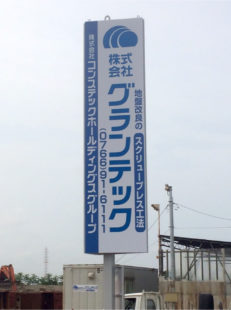 株式
会社
地盤改良のスクリュープレス工法
グランテック
(0766)91-6111
株式会社コンステックホールディングスグループ